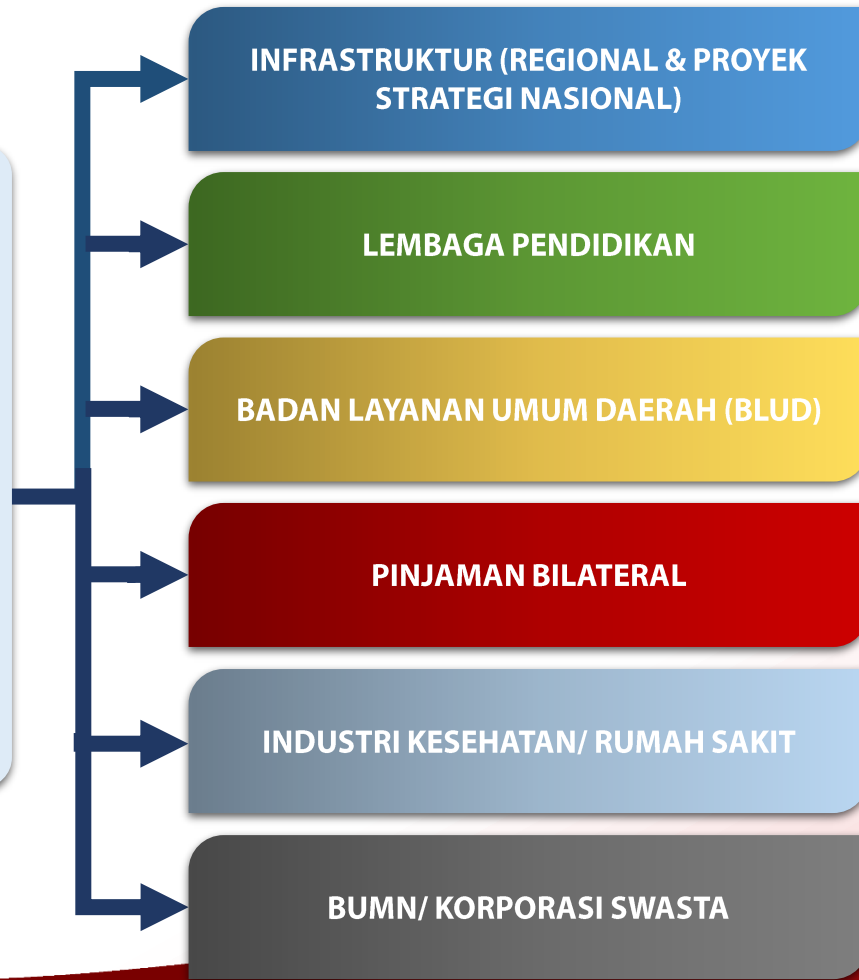 INFRASTRUKTUR (REGIONAL & PROYEK
STRATEGI NASIONAL)
LEMBAGA PENDIDIKAN
BADAN LAYANAN UMUM DAERAH (BLUD)
PINJAMAN BILATERAL
INDUSTRI KESEHATAN/ RUMAH SAKIT
BUMN/ KORPORASI SWASTA